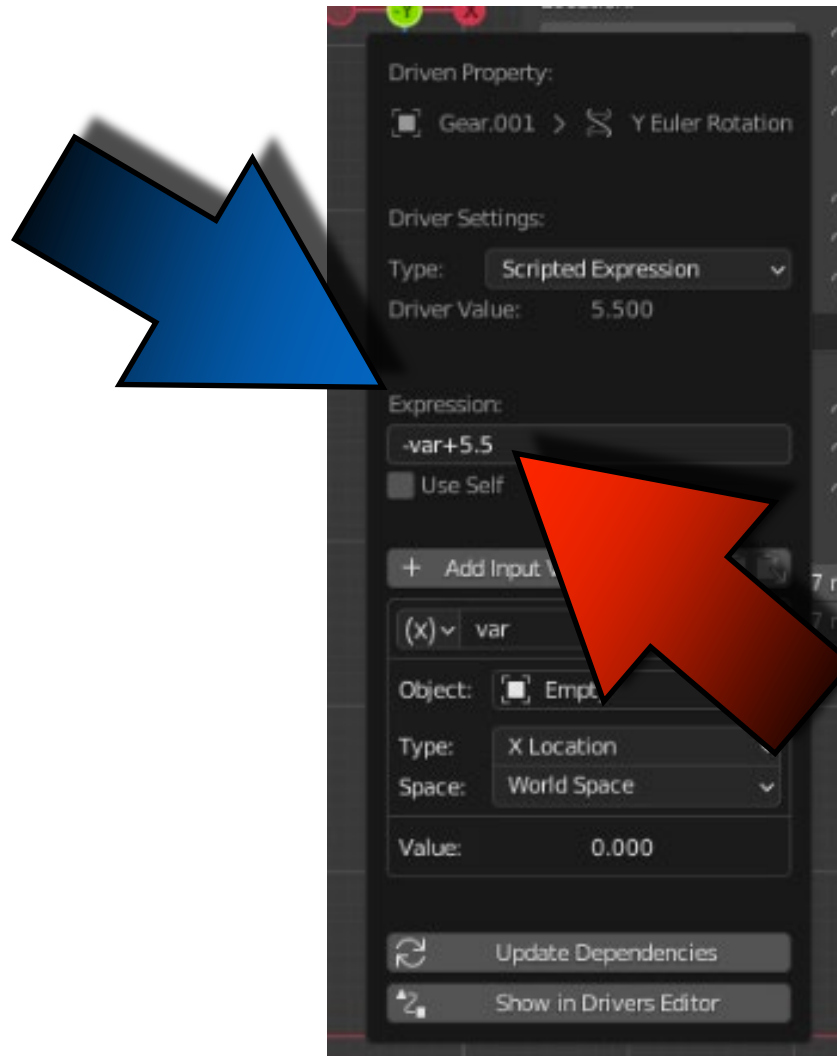 -Y X
Driven Property:
Gear.001 > Y Euler Rotation
Driver Settings:
Type: Scripted Expression
Driver Value: 5.500
Expression:
-var+5.5
Use Self
+ Add Input
(x) var
Object:
Type: X Location
Space: World Space
Value: 0.000
Update Dependencies
Show in Drivers Editor